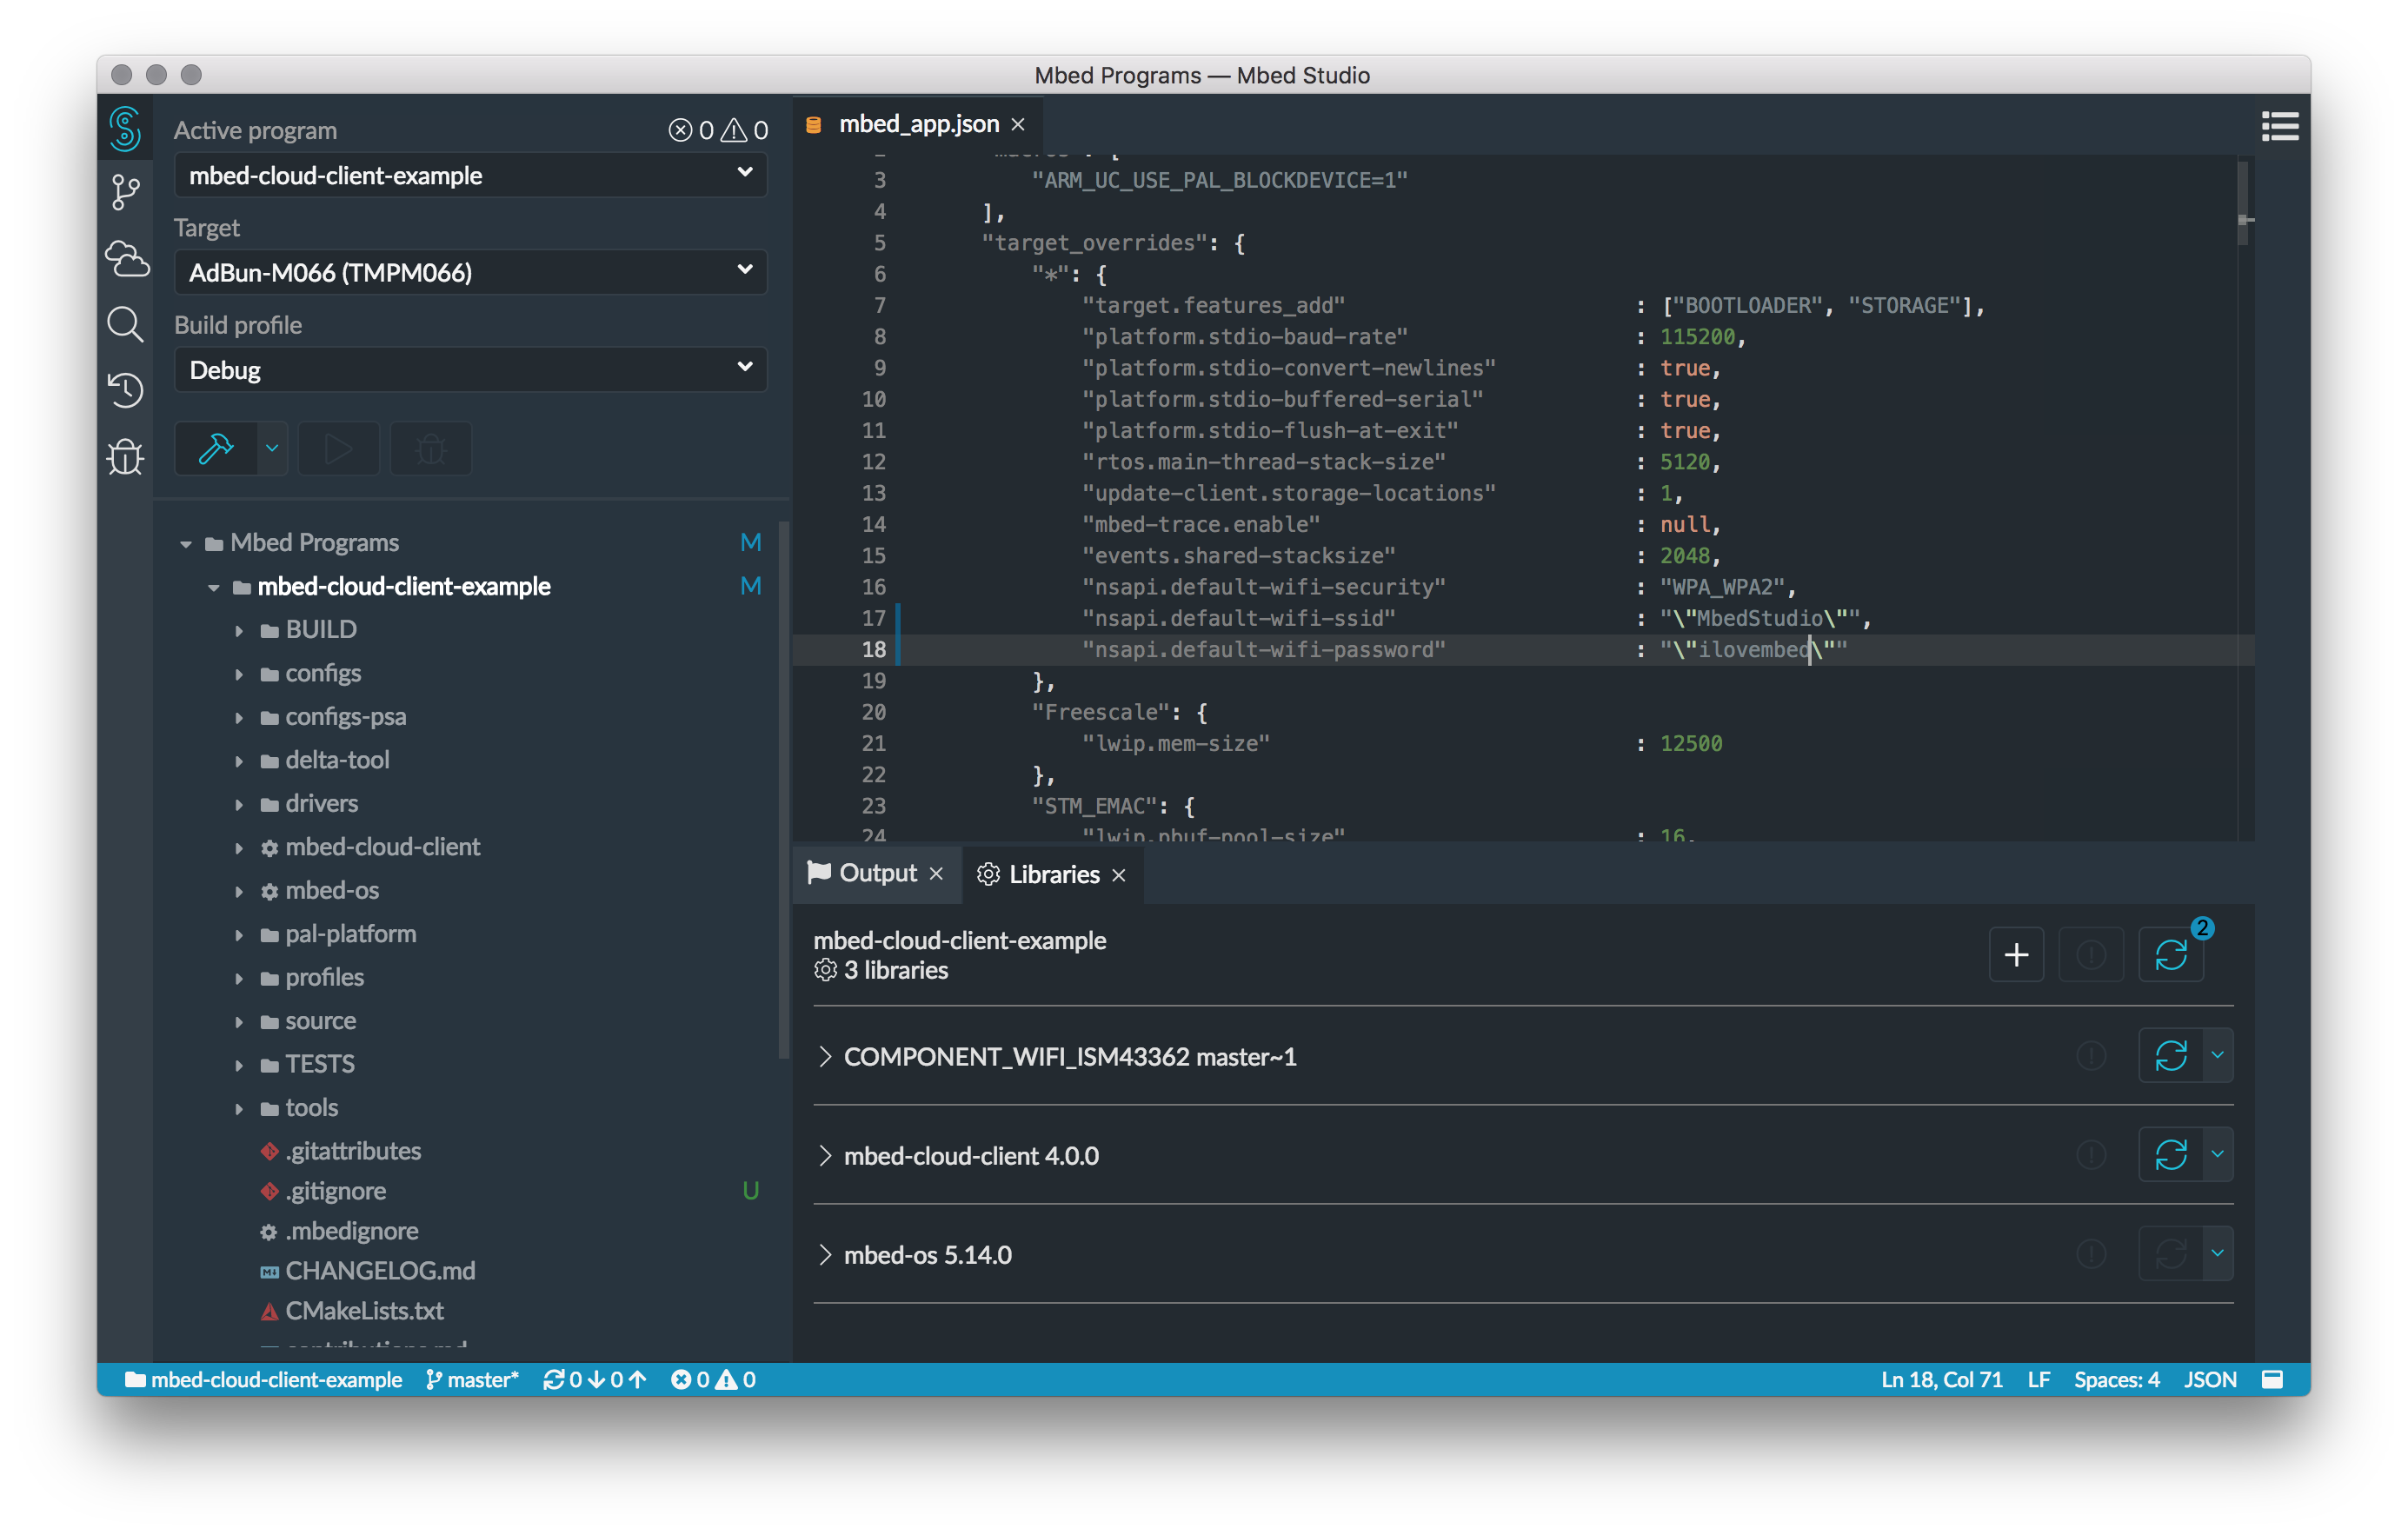 Mbed Programs — Mbed Studio
Active program
0 0
mbed-cloud-client-example
Target
AdBun-M066 (TMPM066)
Build profile
Debug
Mbed Programs M
mbed-cloud-client-example M
BUILD
configs
configs-psa
delta-tool
drivers
mbed-cloud-client
mbed-os
pal-platform
profiles
source
TESTS
tools
.gitattributes
.gitignore U
.mbedignore
CHANGELOG.md
CMakeLists.txt
mbed_app.json
3 "ARM_UC_USE_PAL_BLOCKDEVICE=1"
4 ],
5 "target_overrides": {
6 "*": {
7 "target.features_add" : ["BOOTLOADER", "STORAGE"],
8 "platform.stdio-baud-rate" : 115200,
9 "platform.stdio-convert-newlines" : true,
10 "platform.stdio-buffered-serial" : true,
11 "platform.stdio-flush-at-exit" : true,
12 "rtos.main-thread-stack-size" : 5120,
13 "update-client.storage-locations" : 1,
14 "mbed-trace.enable" : null,
15 "events.shared-stacksize" : 2048,
16 "nsapi.default-wifi-security" : "WPA_WPA2",
17 "nsapi.default-wifi-ssid" : "\"MbedStudio\"",
18 "nsapi.default-wifi-password" : "\"ilovembed\""
19 },
20 "Freescale": {
21 "lwip.mem-size" : 12500
22 },
23 "STM_EMAC": {
24 "lwip.pbuf-pool-size" : 16,
Output Libraries
mbed-cloud-client-example
3 libraries
2
COMPONENT_WIFI_ISM43362 master~1
mbed-cloud-client 4.0.0
mbed-os 5.14.0
mbed-cloud-client-example master* 0 0 0 0 Ln 18, Col 71 LF Spaces: 4 JSON